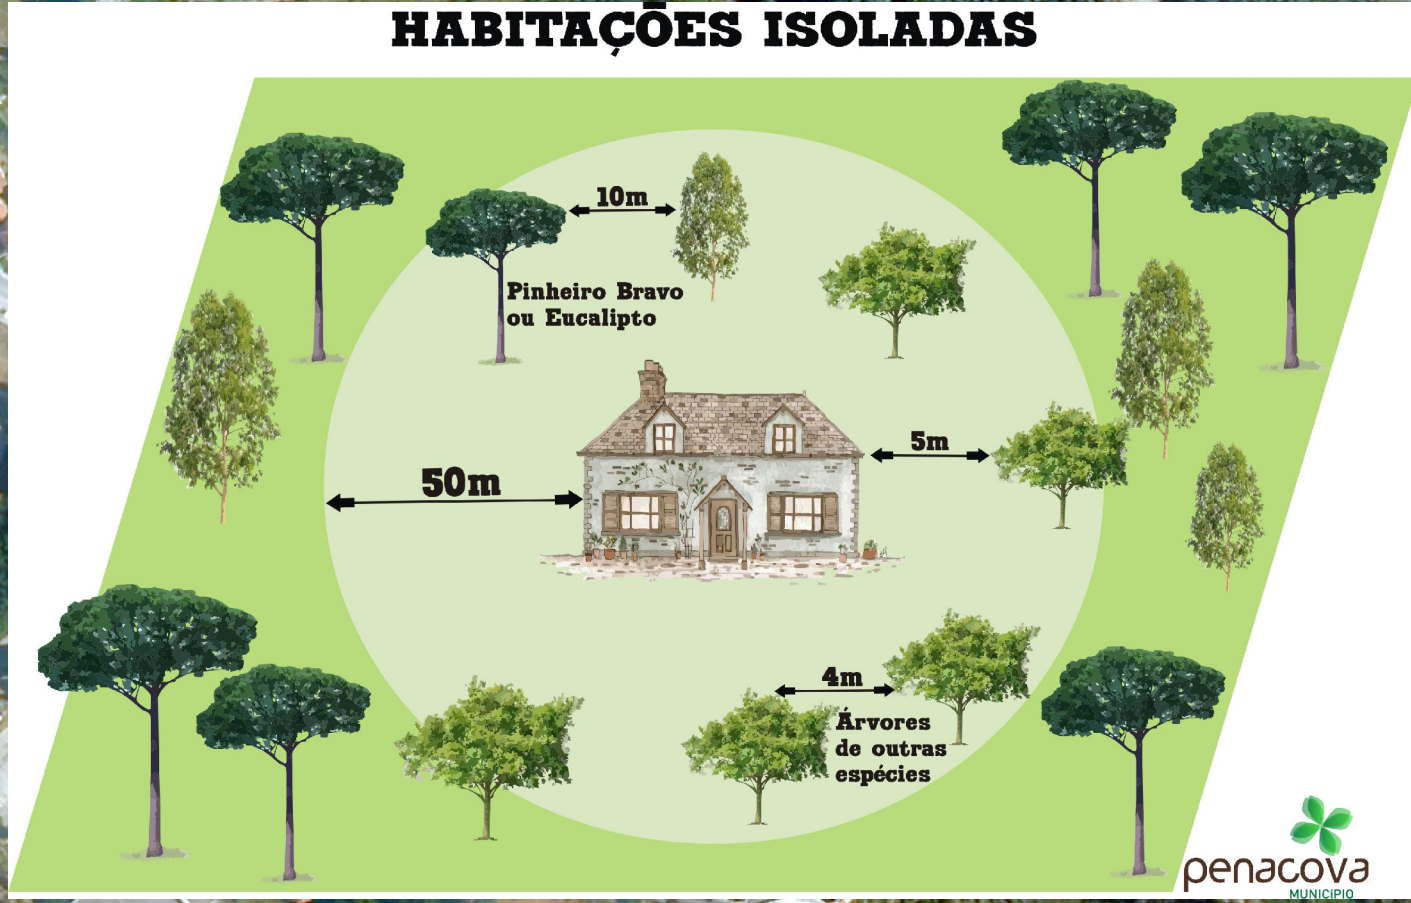 HABITAÇÕES ISOLADAS
10m
Pinheiro Bravo
ou Eucalipto
5m
50m
4m
Árvores
de outras
espécies
penacova
MUNICÍPIO